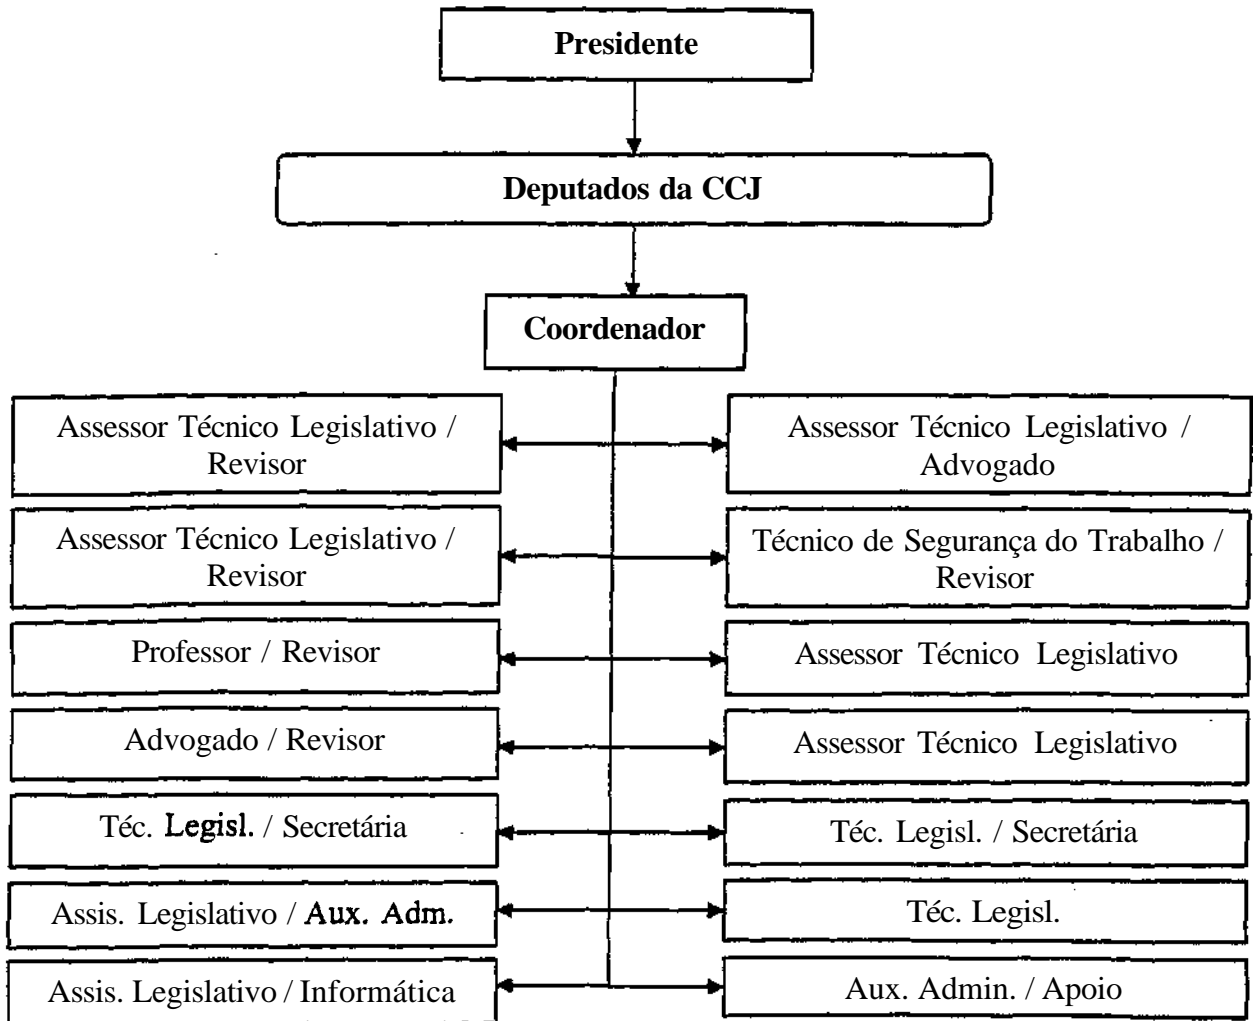 Presidente
Deputados da CCJ
Coordenador
Assessor Técnico Legislativo /
Revisor
Assessor Técnico Legislativo /
Advogado
Assessor Técnico Legislativo /
Revisor
Técnico de Segurança do Trabalho /
Revisor
Professor / Revisor
Assessor Técnico Legislativo
Advogado / Revisor
Assessor Técnico Legislativo
Téc. Legisl. / Secretária
Téc. Legisl. / Secretária
Assis. Legislativo / Aux. Adm.
Téc. Legisl.
Assis. Legislativo / Informática
Aux. Admin. / Apoio